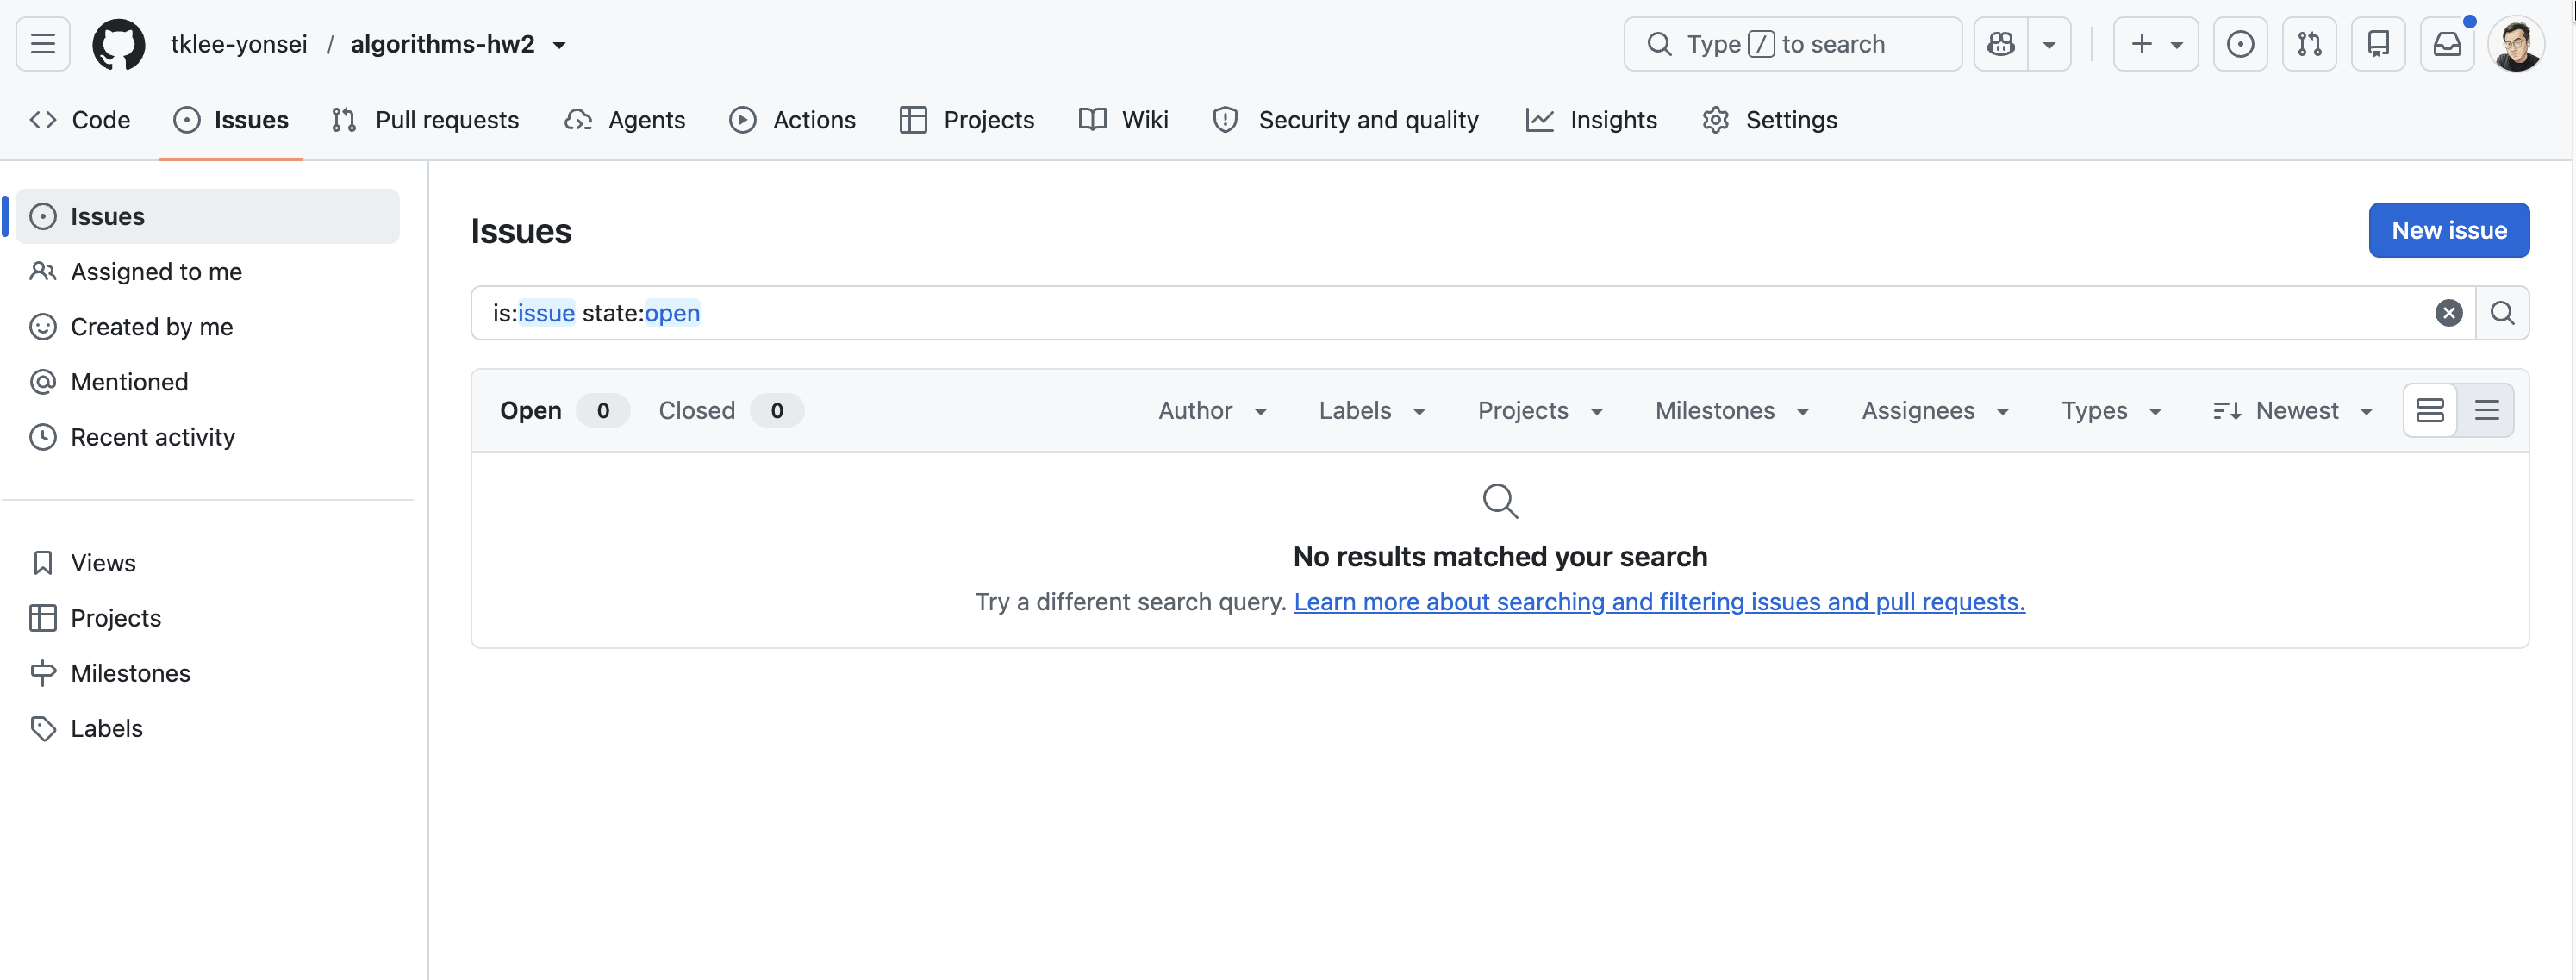 tklee-yonsei / algorithms-hw2
Type / to search
Code Issues Pull requests Agents Actions Projects Wiki Security and quality Insights Settings
Issues
Assigned to me
Created by me
Mentioned
Recent activity
Views
Projects
Milestones
Labels
Issues
New issue
is:issue state:open
Open 0 Closed 0 Author Labels Projects Milestones Assignees Types Newest
No results matched your search
Try a different search query. Learn more about searching and filtering issues and pull requests.